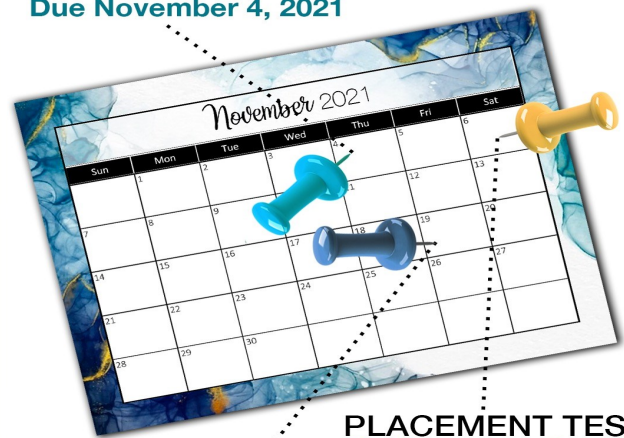 Due November 4, 2021
November 2021
Sun Mon Tue Wed Thu Fri Sat
1 2 3 4 5 6
7 8 9 12 13
14 15 16 17 18 19 20
21 22 23 24 25 26 27
28 29 30
PLACEMENT TES